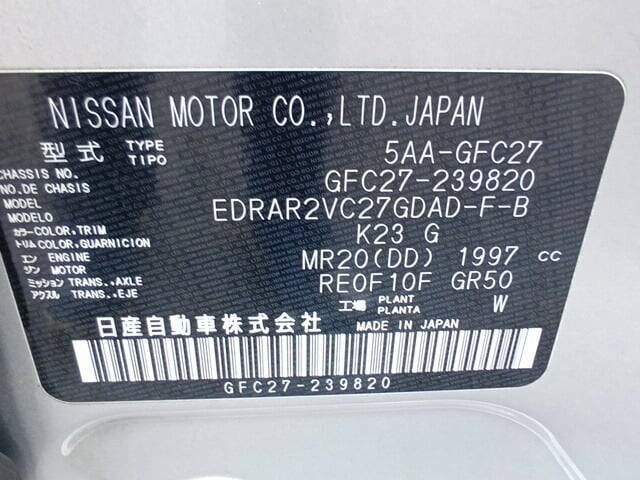 NISSAN MOTOR CO.,LTD.JAPAN
型式 TYPE TIPO 5AA-GFC27
CHASSIS NO. NO.DE CHASIS GFC27-239820
MODEL MODELO EDRAR2VC27GDAD-F-B
カラー COLOR,TRIM トリム COLOR,GUARNICION K23 G
エンジン ENGINE MOTOR MR20(DD) 1997 cc
ミッション TRANS.,AXLE アクスル TRANS..,EJE RE0F10F GR50
工場 PLANT PLANTA W
日産自動車株式会社 MADE IN JAPAN
GFC27-239820